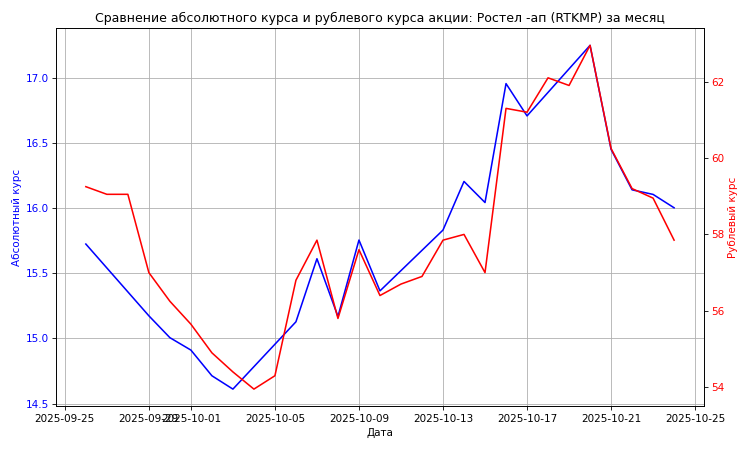 Сравнение абсолютного курса и рублевого курса акции: Ростел -ап (RTKMP) за месяц
Абсолютный курс
17.0
16.5
16.0
15.5
15.0
14.5
62
60
58
56
54
Рублевый курс
2025-09-25 2025-09-29 2025-10-01 2025-10-05 2025-10-09 2025-10-13 2025-10-17 2025-10-21 2025-10-25
Дата